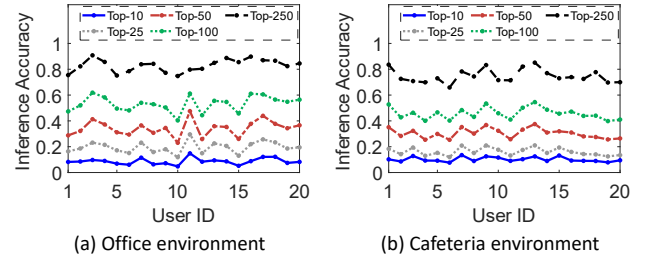 Top-10 Top-50 Top-250
Top-25 Top-100
1
0.8
0.6
0.4
0.2
0
Inference Accuracy
1 5 10 15 20
User ID
(a) Office environment
Top-10 Top-50 Top-250
Top-25 Top-100
1
0.8
0.6
0.4
0.2
0
Inference Accuracy
1 5 10 15 20
User ID
(b) Cafeteria environment